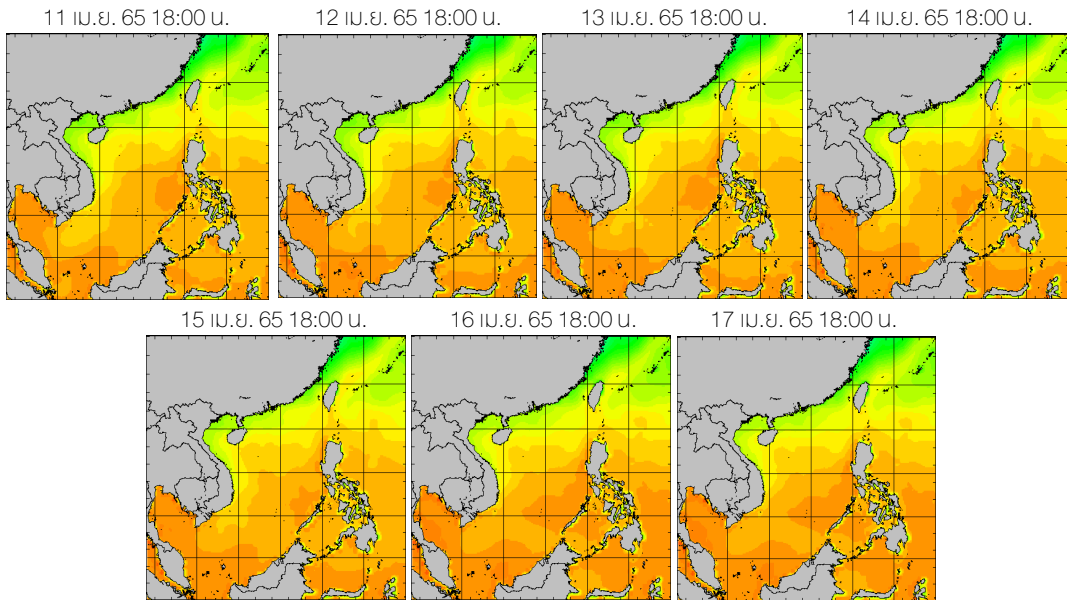 11 เม.ย. 65 18:00 น.
12 เม.ย. 65 18:00 น.
13 เม.ย. 65 18:00 น.
14 เม.ย. 65 18:00 น.
15 เม.ย. 65 18:00 น.
16 เม.ย. 65 18:00 น.
17 เม.ย. 65 18:00 น.